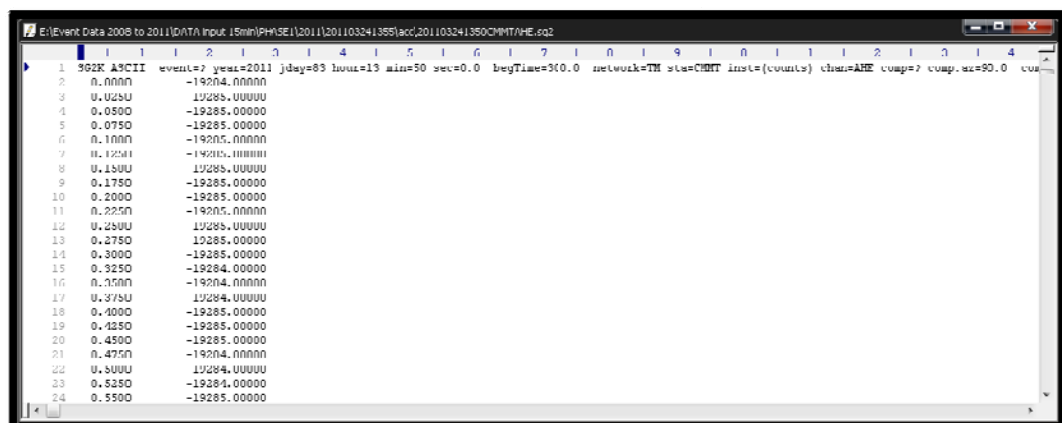 E:\Event Data 2008 to 2011\DATA input 15min\PHASE1\2011\201103241355\acc\201103241350CMMTAHE.sg2
1 SG2K ASCII event=? year=2011 jday=83 hour=13 min=50 sec=0.0 begTime=300.0 network=TM sta=CMMT inst={counts} chan=AHE comp=? comp.az=90.0
2 0.0000 -19284.00000
3 0.0250 19285.00000
4 0.0500 -19285.00000
5 0.0750 -19285.00000
6 0.1000 -19285.00000
7 0.1250 -19285.00000
8 0.1500 19285.00000
9 0.1750 -19285.00000
10 0.2000 -19285.00000
11 0.2250 -19285.00000
12 0.2500 19285.00000
13 0.2750 19285.00000
14 0.3000 -19285.00000
15 0.3250 -19284.00000
16 0.3500 -19284.00000
17 0.3750 19284.00000
18 0.4000 -19285.00000
19 0.4250 -19285.00000
20 0.4500 -19285.00000
21 0.4750 -19284.00000
22 0.5000 19284.00000
23 0.5250 -19284.00000
24 0.5500 -19285.00000